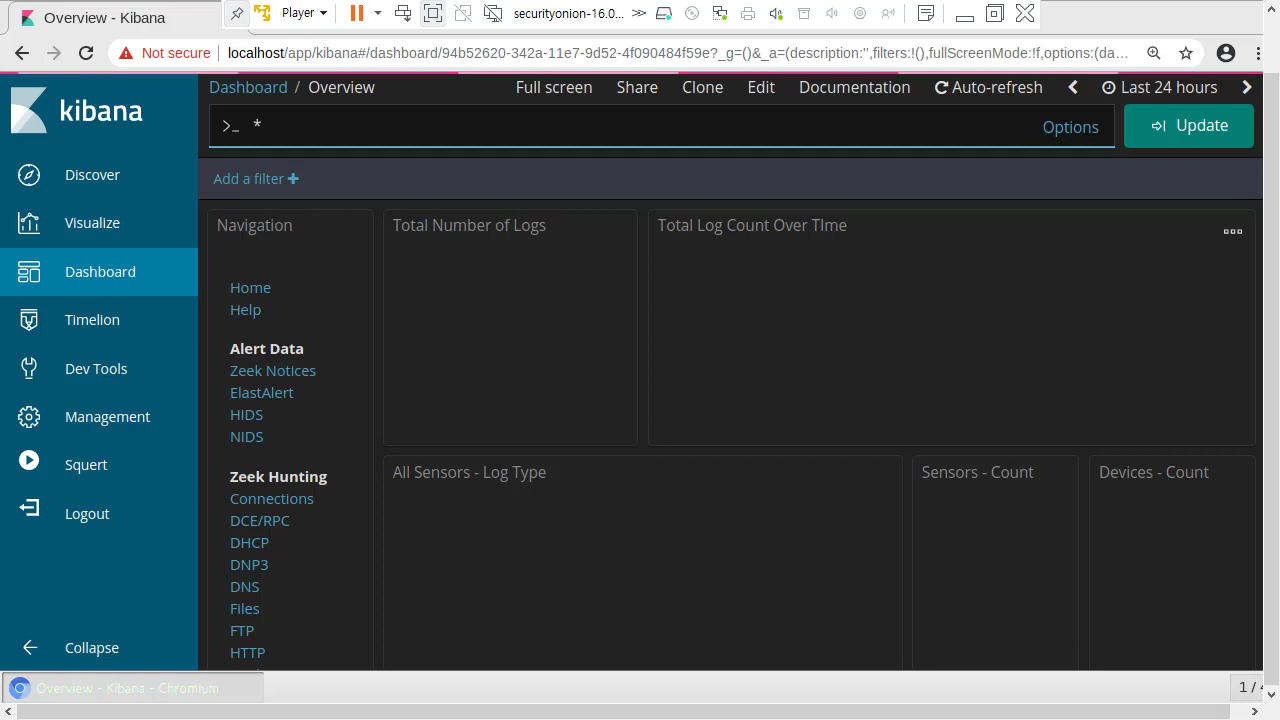 Overview - Kibana
Player
securityonion-16.0...
Not secure
localhost/app/kibana#/dashboard/94b52620-342a-11e7-9d52-4f090484f59e?_g=()&_a=(description:'',filters:!(),fullScreenMode:!f,options:(da...
kibana
Discover
Visualize
Dashboard
Timelion
Dev Tools
Management
Squert
Logout
Collapse
Dashboard / Overview
Full screen
Share
Clone
Edit
Documentation
Auto-refresh
Last 24 hours
>_ *
Options
Update
Add a filter +
Navigation
Home
Help
Alert Data
Zeek Notices
ElastAlert
HIDS
NIDS
Zeek Hunting
Connections
DCE/RPC
DHCP
DNP3
DNS
Files
FTP
HTTP
Total Number of Logs
Total Log Count Over TIme
All Sensors - Log Type
Sensors - Count
Devices - Count
Overview - Kibana - Chromium
1 /